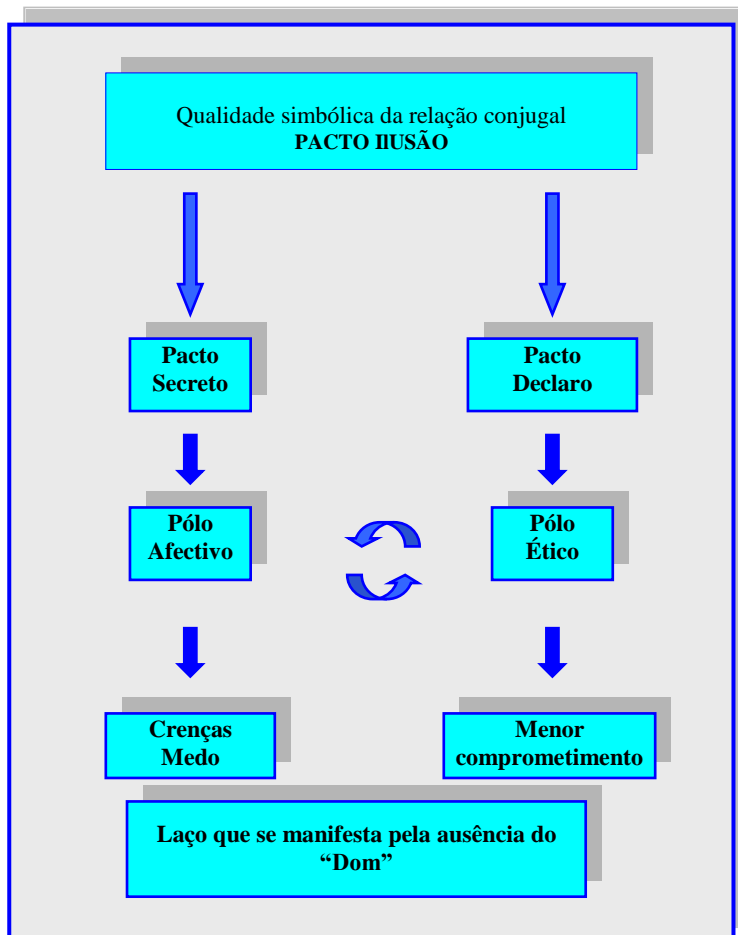 Qualidade simbólica da relação conjugal
PACTO IlUSÃO
Pacto
Secreto
Pacto
Declaro
Pólo
Afectivo
Pólo
Ético
Crenças
Medo
Menor
comprometimento
Laço que se manifesta pela ausência do
“Dom”